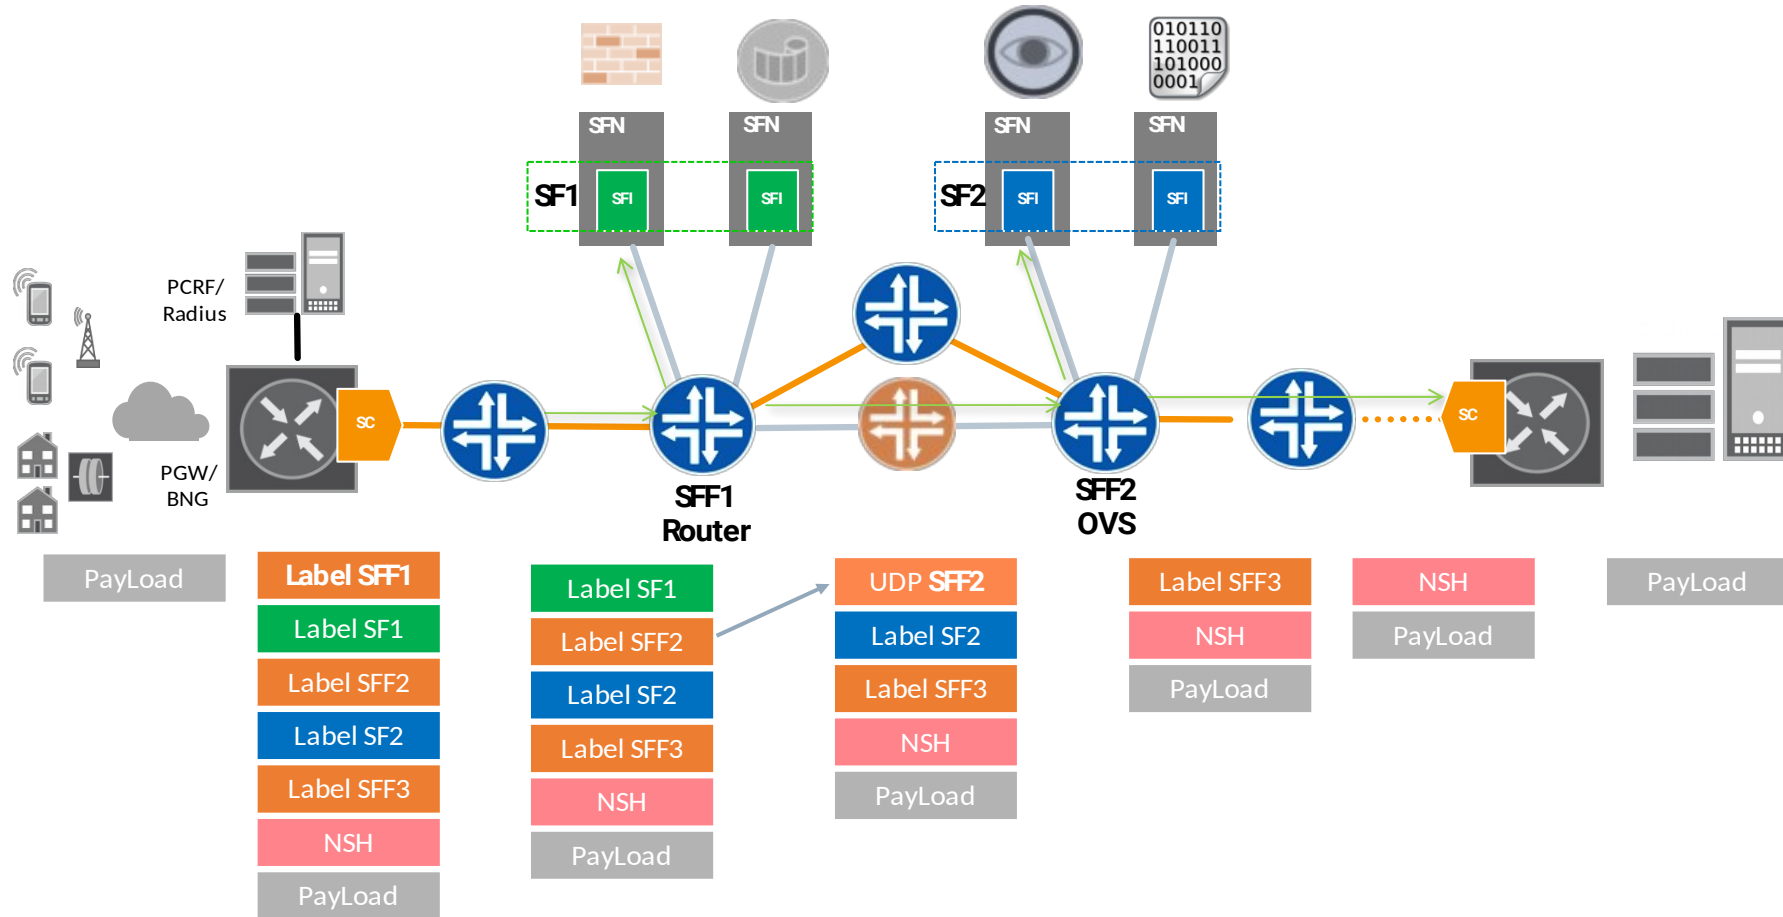 010110
110011
101000
0001
SFN
SFN
SFN
SFN
SF1
SFI
SFI
SF2
SFI
SFI
PCRF/
Radius
PGW/
BNG
SC
SC
SFF1
Router
SFF2
OVS
PayLoad
Label SFF1
Label SF1
Label SFF2
Label SF2
Label SFF3
NSH
PayLoad
Label SF1
Label SFF2
Label SF2
Label SFF3
NSH
PayLoad
UDP SFF2
Label SF2
Label SFF3
NSH
PayLoad
Label SFF3
NSH
PayLoad
NSH
PayLoad
PayLoad